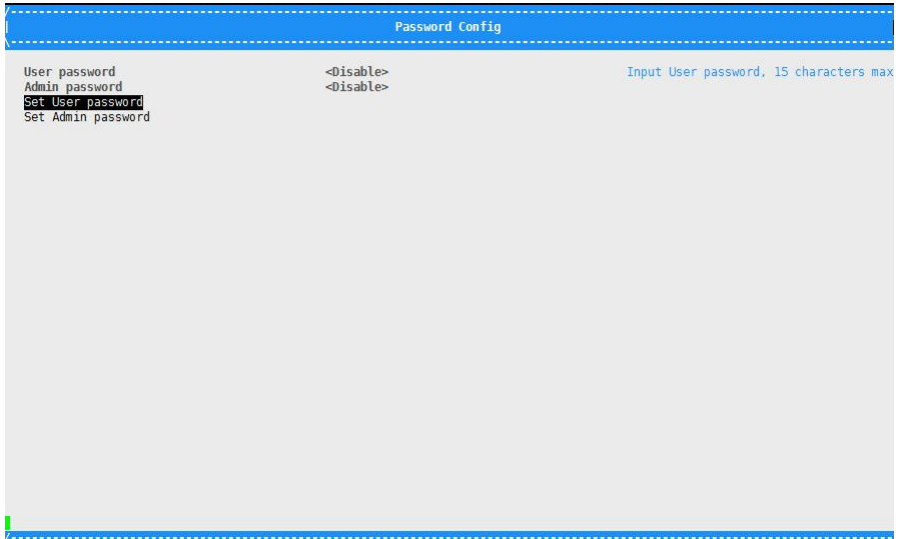 Password Config
User password <Disable> Input User password, 15 characters max
Admin password <Disable>
Set User password
Set Admin password